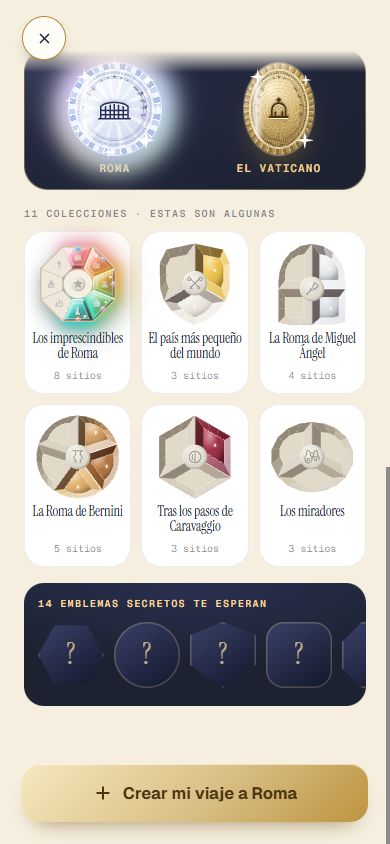 ROMA
EL VATICANO
11 COLECCIONES · ESTAS SON ALGUNAS
Los imprescindibles
de Roma
8 sitios
El país más pequeño
del mundo
3 sitios
La Roma de Miguel
Ángel
4 sitios
La Roma de Bernini
5 sitios
Tras los pasos de
Caravaggio
3 sitios
Los miradores
3 sitios
14 EMBLEMAS SECRETOS TE ESPERAN
? ? ? ?
+ Crear mi viaje a Roma